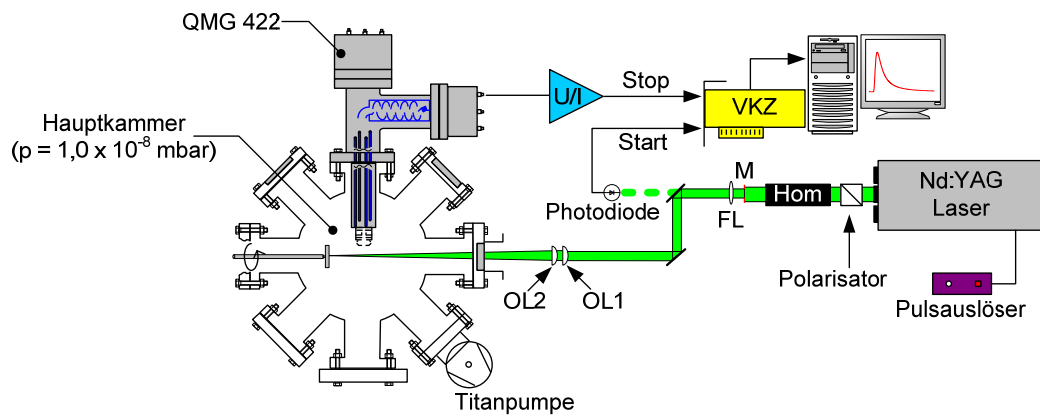 QMG 422
Hauptkammer
(p = 1,0 x 10⁻⁸ mbar)
U/I
Stop
Start
VKZ
Photodiode
M
FL
Hom
Nd:YAG
Laser
Polarisator
Pulsauslöser
OL2
OL1
Titanpumpe